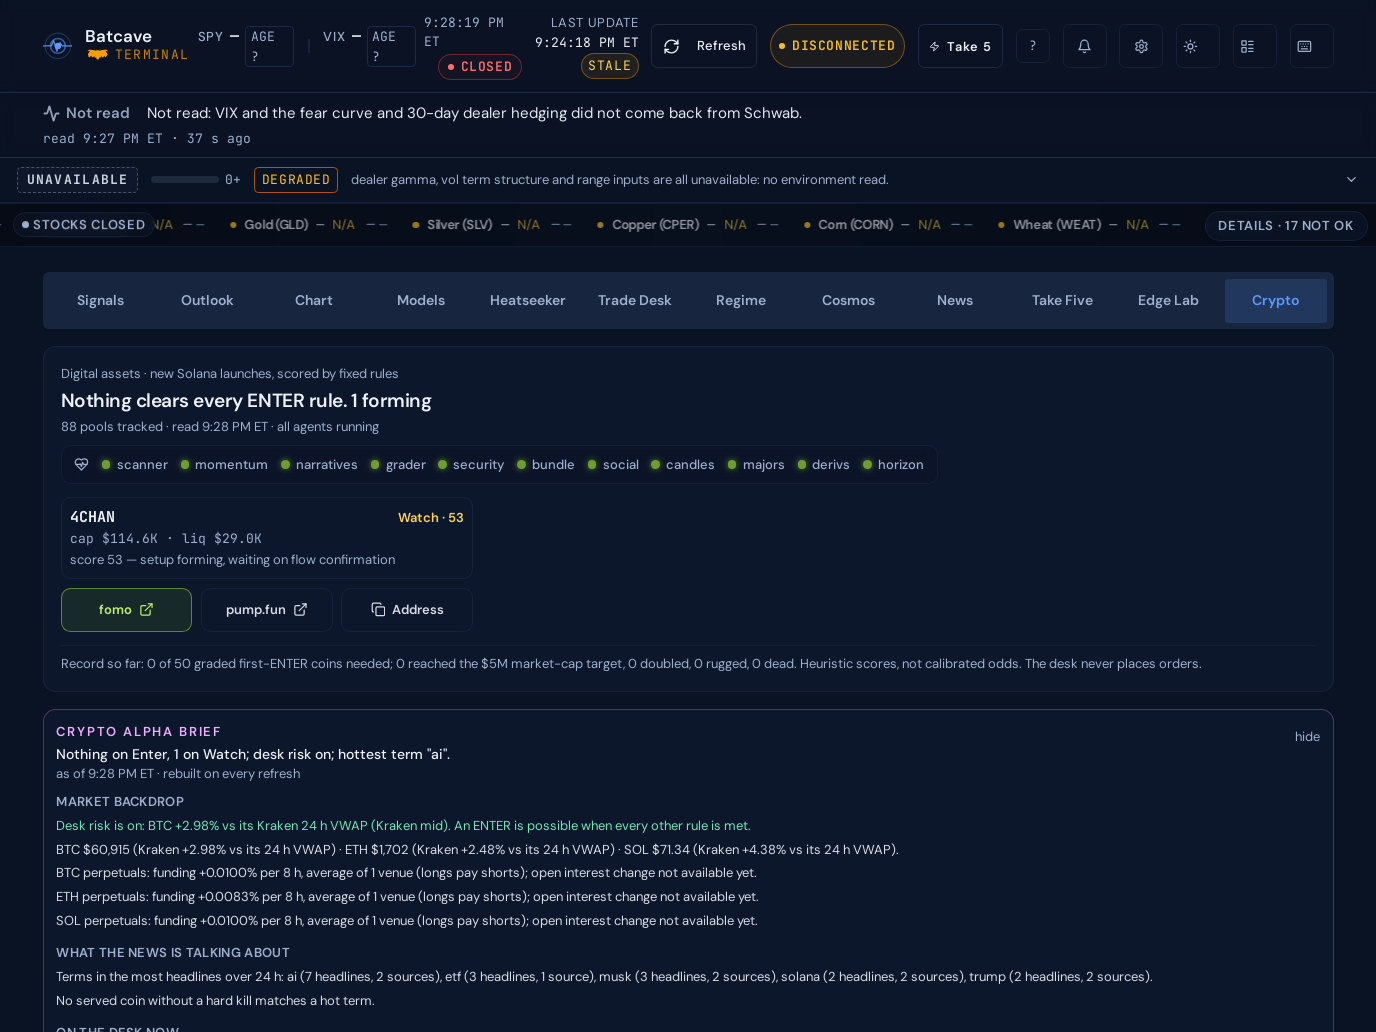 Batcave
TERMINAL
SPY — AGE ?
VIX — AGE ?
9:28:19 PM ET
CLOSED
LAST UPDATE
9:24:18 PM ET
STALE
Refresh
DISCONNECTED
Take 5
?
Not read Not read: VIX and the fear curve and 30-day dealer hedging did not come back from Schwab.
read 9:27 PM ET · 37 s ago
UNAVAILABLE 0+ DEGRADED dealer gamma, vol term structure and range inputs are all unavailable: no environment read.
STOCKS CLOSED N/A — — Gold (GLD) — N/A — — Silver (SLV) — N/A — — Copper (CPER) — N/A — — Corn (CORN) — N/A — — Wheat (WEAT) — N/A — — DETAILS · 17 NOT OK
Signals Outlook Chart Models Heatseeker Trade Desk Regime Cosmos News Take Five Edge Lab Crypto
Digital assets · new Solana launches, scored by fixed rules
Nothing clears every ENTER rule. 1 forming
88 pools tracked · read 9:28 PM ET · all agents running
scanner momentum narratives grader security bundle social candles majors derivs horizon
4CHAN Watch · 53
cap $114.6K · liq $29.0K
score 53 — setup forming, waiting on flow confirmation
fomo pump.fun Address
Record so far: 0 of 50 graded first-ENTER coins needed; 0 reached the $5M market-cap target, 0 doubled, 0 rugged, 0 dead. Heuristic scores, not calibrated odds. The desk never places orders.
CRYPTO ALPHA BRIEF
hide
Nothing on Enter, 1 on Watch; desk risk on; hottest term "ai".
as of 9:28 PM ET · rebuilt on every refresh
MARKET BACKDROP
Desk risk is on: BTC +2.98% vs its Kraken 24 h VWAP (Kraken mid). An ENTER is possible when every other rule is met.
BTC $60,915 (Kraken +2.98% vs its 24 h VWAP) · ETH $1,702 (Kraken +2.48% vs its 24 h VWAP) · SOL $71.34 (Kraken +4.38% vs its 24 h VWAP).
BTC perpetuals: funding +0.0100% per 8 h, average of 1 venue (longs pay shorts); open interest change not available yet.
ETH perpetuals: funding +0.0083% per 8 h, average of 1 venue (longs pay shorts); open interest change not available yet.
SOL perpetuals: funding +0.0100% per 8 h, average of 1 venue (longs pay shorts); open interest change not available yet.
WHAT THE NEWS IS TALKING ABOUT
Terms in the most headlines over 24 h: ai (7 headlines, 2 sources), etf (3 headlines, 1 source), musk (3 headlines, 2 sources), solana (2 headlines, 2 sources), trump (2 headlines, 2 sources).
No served coin without a hard kill matches a hot term.
ON THE DESK NOW